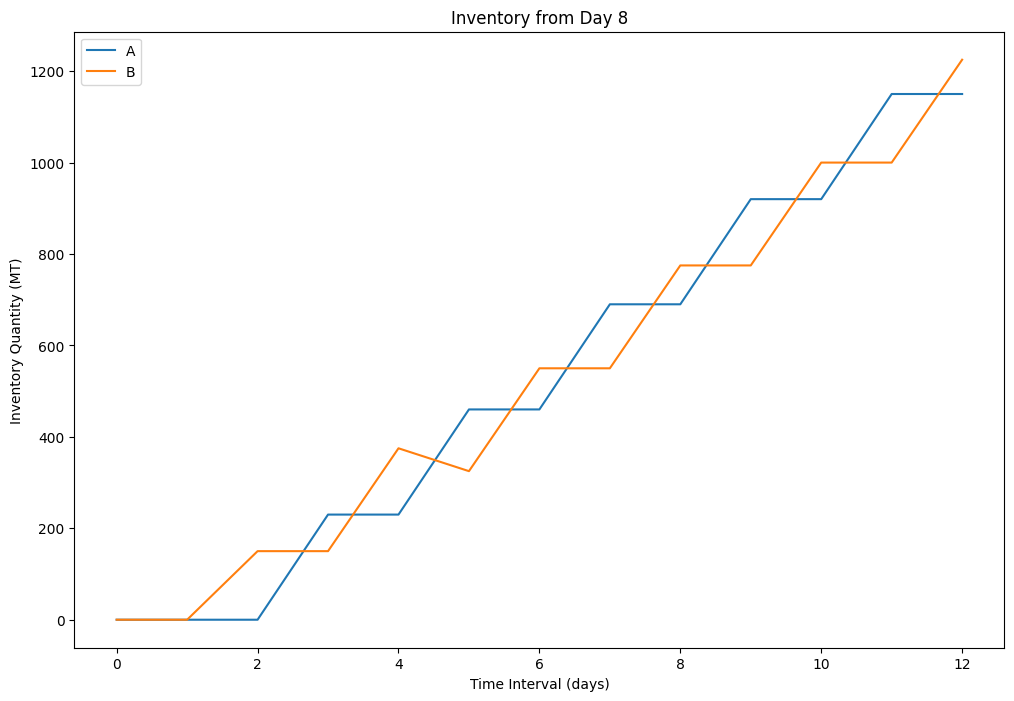 Inventory from Day 8
A
B
Inventory Quantity (MT)
1200
1000
800
600
400
200
0
0 2 4 6 8 10 12
Time Interval (days)